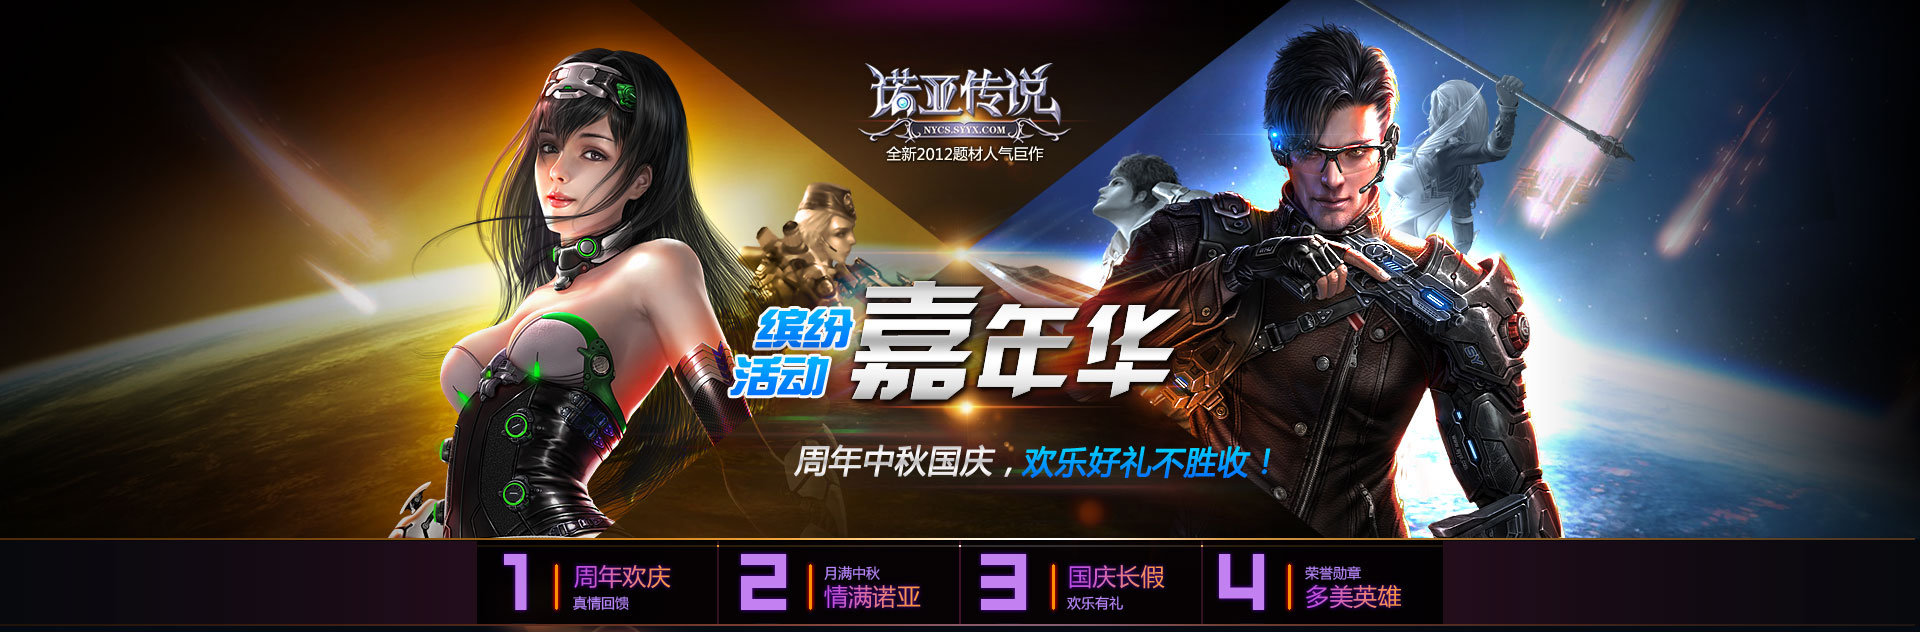 诺亚传说
NYCS.SYYX.COM
全新2012题材人气巨作
缤纷
活动
嘉年华
周年中秋国庆，欢乐好礼不胜收！
1
周年欢庆
真情回馈
2
月满中秋
情满诺亚
3
国庆长假
欢乐有礼
4
荣誉勋章
多美英雄